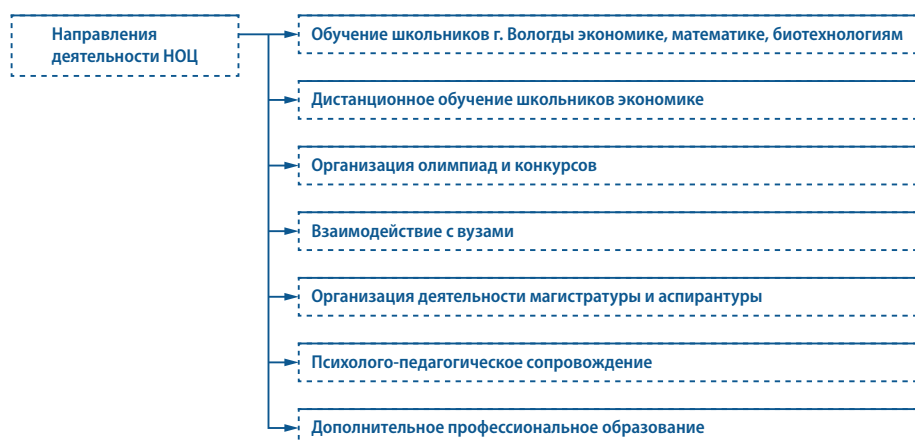 Направления
деятельности НОЦ
Обучение школьников г. Вологды экономике, математике, биотехнологиям
Дистанционное обучение школьников экономике
Организация олимпиад и конкурсов
Взаимодействие с вузами
Организация деятельности магистратуры и аспирантуры
Психолого-педагогическое сопровождение
Дополнительное профессиональное образование